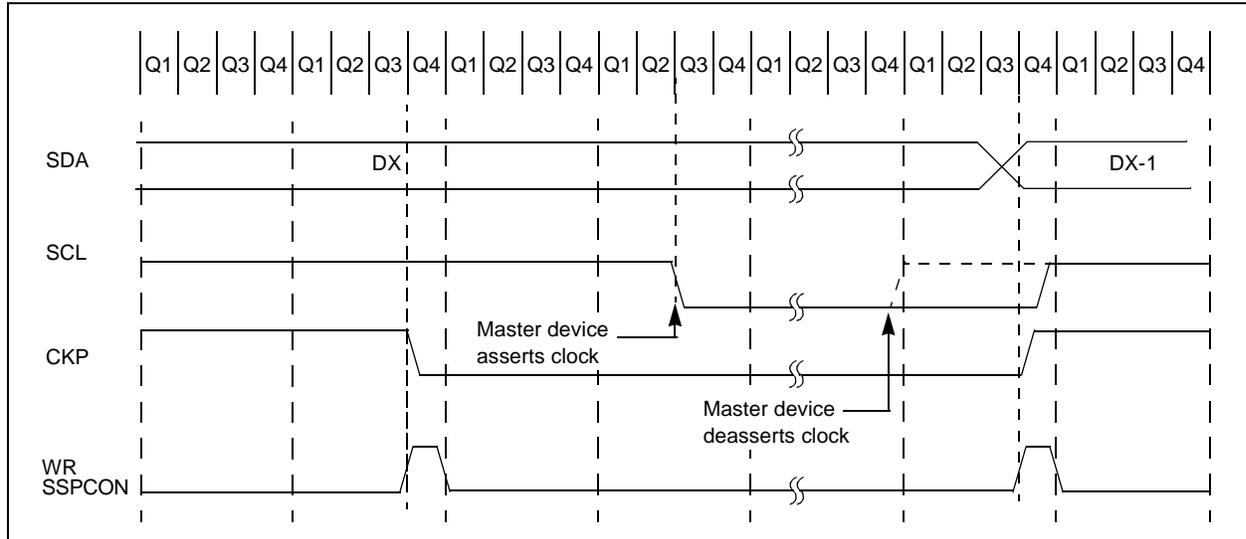 Q1 Q2 Q3 Q4 Q1 Q2 Q3 Q4 Q1 Q2 Q3 Q4 Q1 Q2 Q3 Q4 Q1 Q2 Q3 Q4 Q1 Q2 Q3 Q4 Q1 Q2 Q3 Q4
SDA
DX
DX-1
SCL
Master device
asserts clock
CKP
Master device
deasserts clock
WR
SSPCON